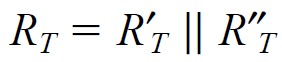 R_T = R′_T || R″_T